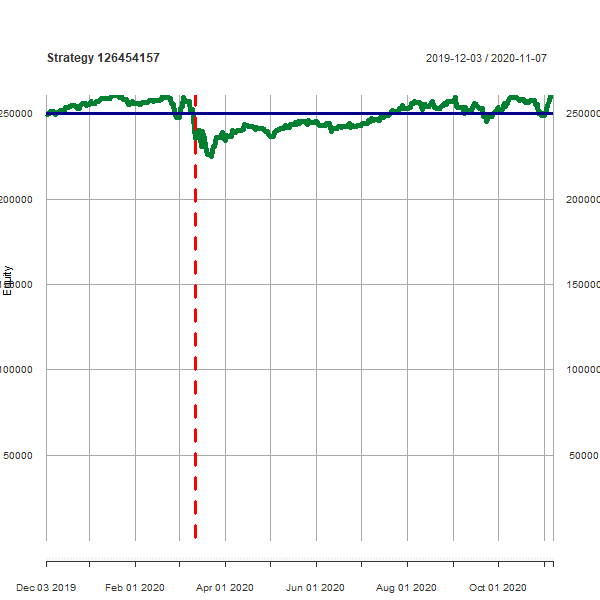 Strategy 126454157
2019-12-03 / 2020-11-07
250000
250000
200000
200000
Equity
150000
150000
100000
100000
50000
50000
Dec 03 2019
Feb 01 2020
Apr 01 2020
Jun 01 2020
Aug 01 2020
Oct 01 2020